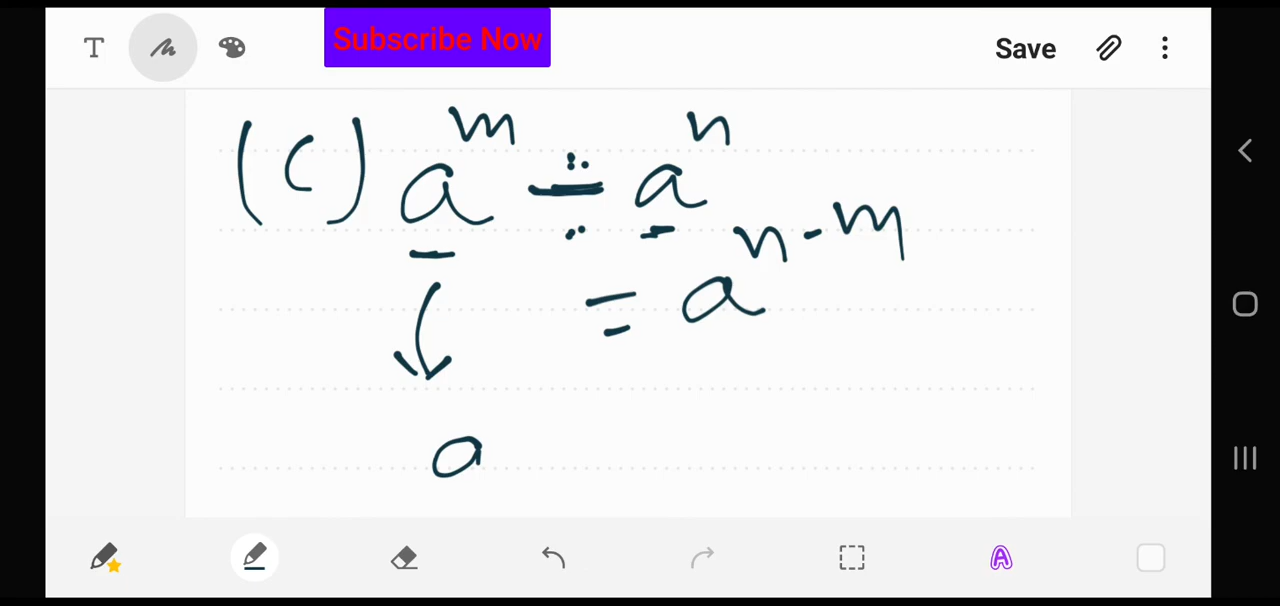 T Subscribe Now Save
(c) a^m ÷ a^n
= a^{n-m}
a
A